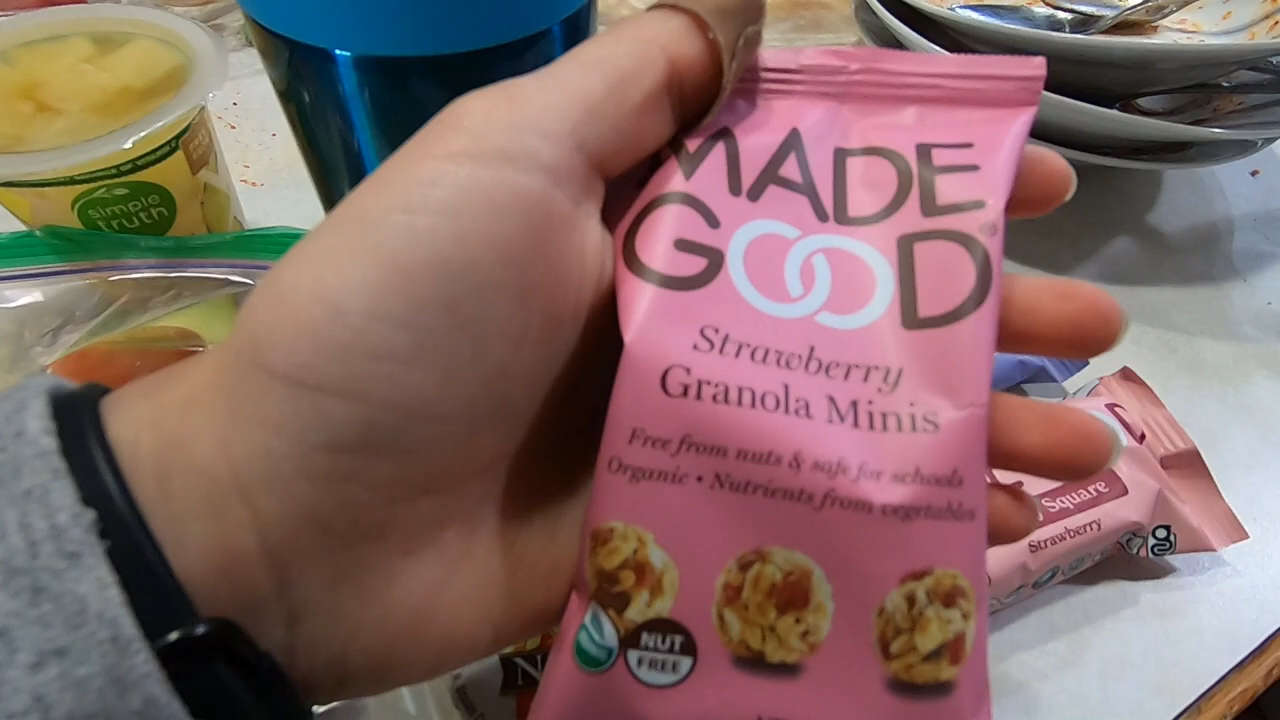 simple
truth
MADE
GOOD
Strawberry
Granola Minis
Free from nuts & safe for schools
Organic • Nutrients from vegetables
NUT
FREE
Square
Strawberry